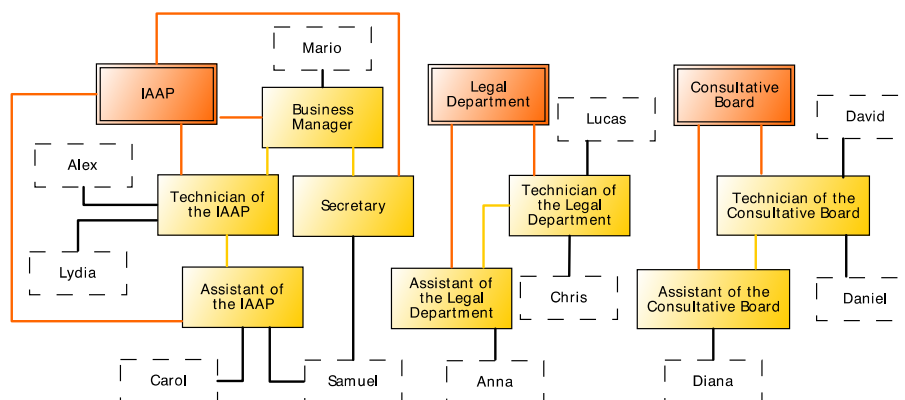 Mario
IAAP
Business
Manager
Legal
Department
Consultative
Board
Lucas
David
Alex
Technician of
the IAAP
Secretary
Technician of
the Legal
Department
Technician of the
Consultative Board
Lydia
Assistant of
the IAAP
Assistant of
the Legal
Department
Chris
Assistant of the
Consultative Board
Daniel
Carol
Samuel
Anna
Diana